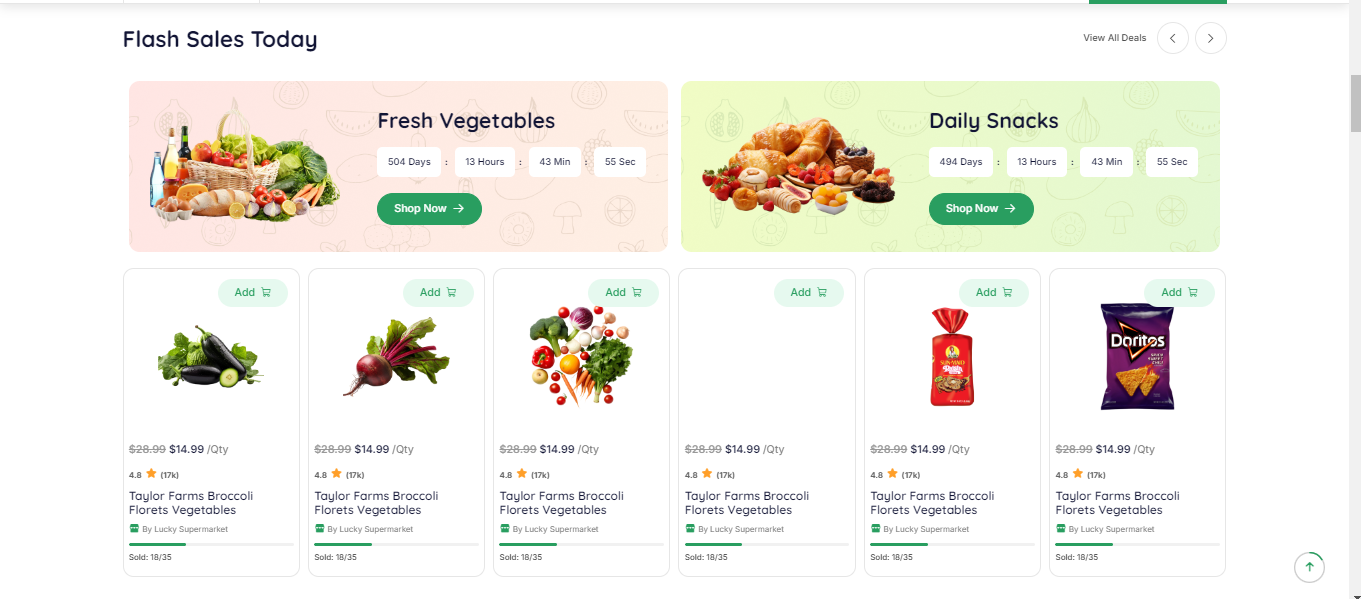 Flash Sales Today
View All Deals
Fresh Vegetables
504 Days : 13 Hours : 43 Min : 55 Sec
Shop Now
Daily Snacks
494 Days : 13 Hours : 43 Min : 55 Sec
Shop Now
Add
$28.99 $14.99 /Qty
4.8 (17k)
Taylor Farms Broccoli
Florets Vegetables
By Lucky Supermarket
Sold: 18/35
Add
$28.99 $14.99 /Qty
4.8 (17k)
Taylor Farms Broccoli
Florets Vegetables
By Lucky Supermarket
Sold: 18/35
Add
$28.99 $14.99 /Qty
4.8 (17k)
Taylor Farms Broccoli
Florets Vegetables
By Lucky Supermarket
Sold: 18/35
Add
$28.99 $14.99 /Qty
4.8 (17k)
Taylor Farms Broccoli
Florets Vegetables
By Lucky Supermarket
Sold: 18/35
Add
SUN-MAID
$28.99 $14.99 /Qty
4.8 (17k)
Taylor Farms Broccoli
Florets Vegetables
By Lucky Supermarket
Sold: 18/35
Add
Doritos
SPICY
SWEET
CHILI
$28.99 $14.99 /Qty
4.8 (17k)
Taylor Farms Broccoli
Florets Vegetables
By Lucky Supermarket
Sold: 18/35